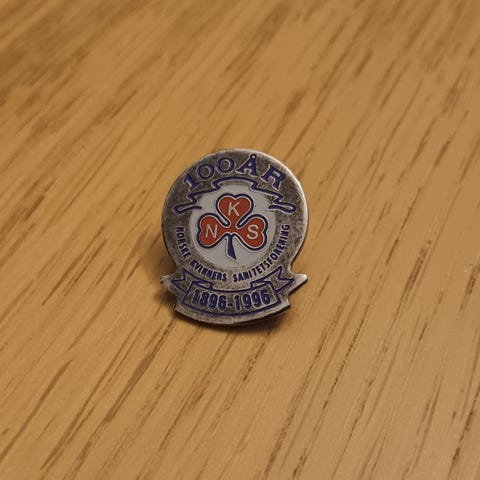 100 ÅR
K
N S
NORSKE KVINNERS SANITETSFORENING
1896-1996